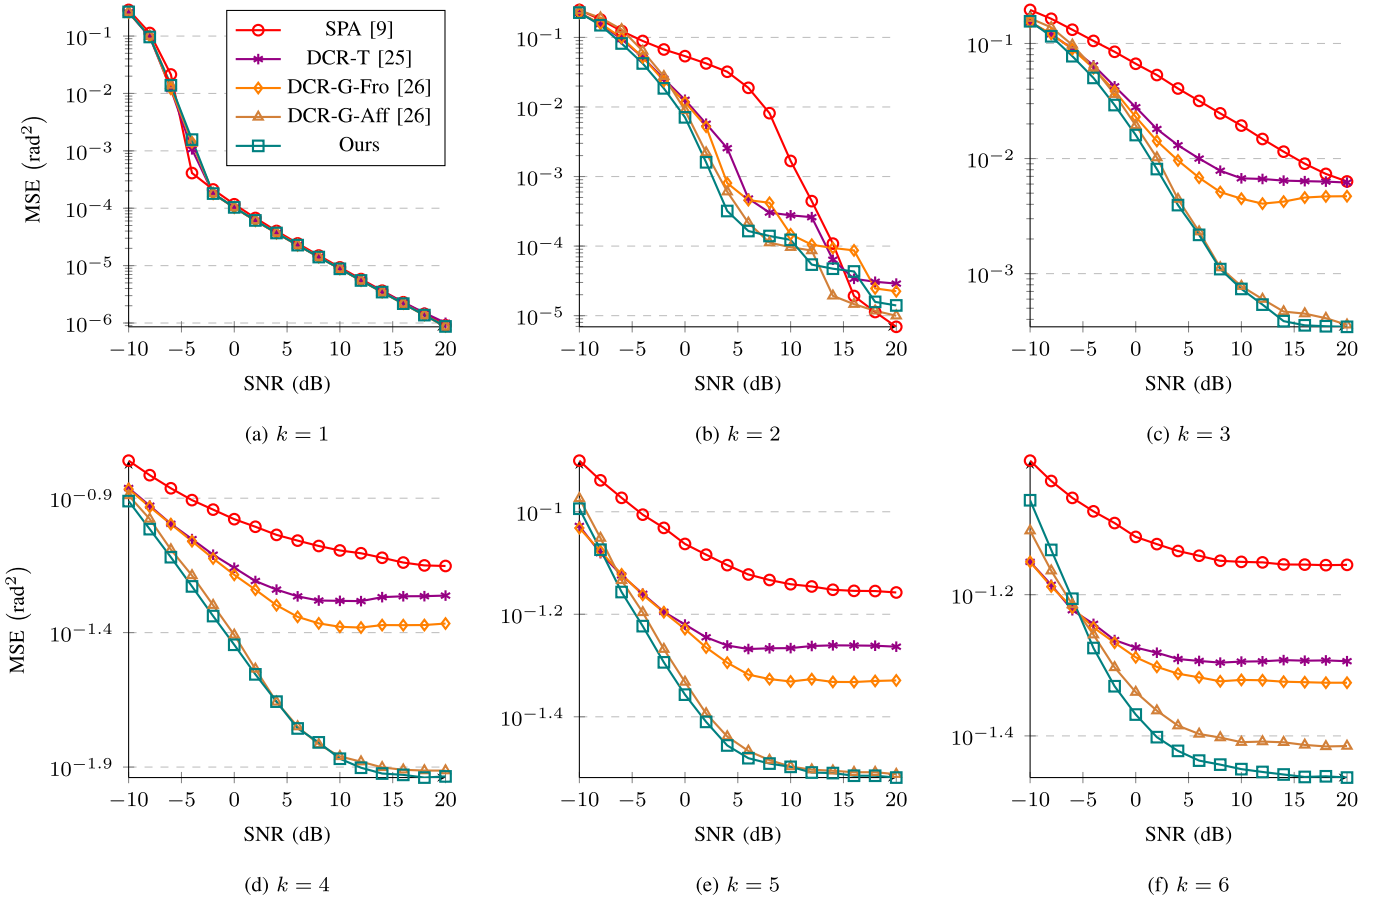 10⁻¹
10⁻²
10⁻³
10⁻⁴
10⁻⁵
10⁻⁶
MSE (rad²)
−10 −5 0 5 10 15 20
SNR (dB)
(a) k = 1
SPA [9]
DCR-T [25]
DCR-G-Fro [26]
DCR-G-Aff [26]
Ours
10⁻¹
10⁻²
10⁻³
10⁻⁴
10⁻⁵
−10 −5 0 5 10 15 20
SNR (dB)
(b) k = 2
10⁻¹
10⁻²
10⁻³
−10 −5 0 5 10 15 20
SNR (dB)
(c) k = 3
10⁻⁰·⁹
10⁻¹·⁴
10⁻¹·⁹
MSE (rad²)
−10 −5 0 5 10 15 20
SNR (dB)
(d) k = 4
10⁻¹
10⁻¹·²
10⁻¹·⁴
−10 −5 0 5 10 15 20
SNR (dB)
(e) k = 5
10⁻¹·²
10⁻¹·⁴
−10 −5 0 5 10 15 20
SNR (dB)
(f) k = 6